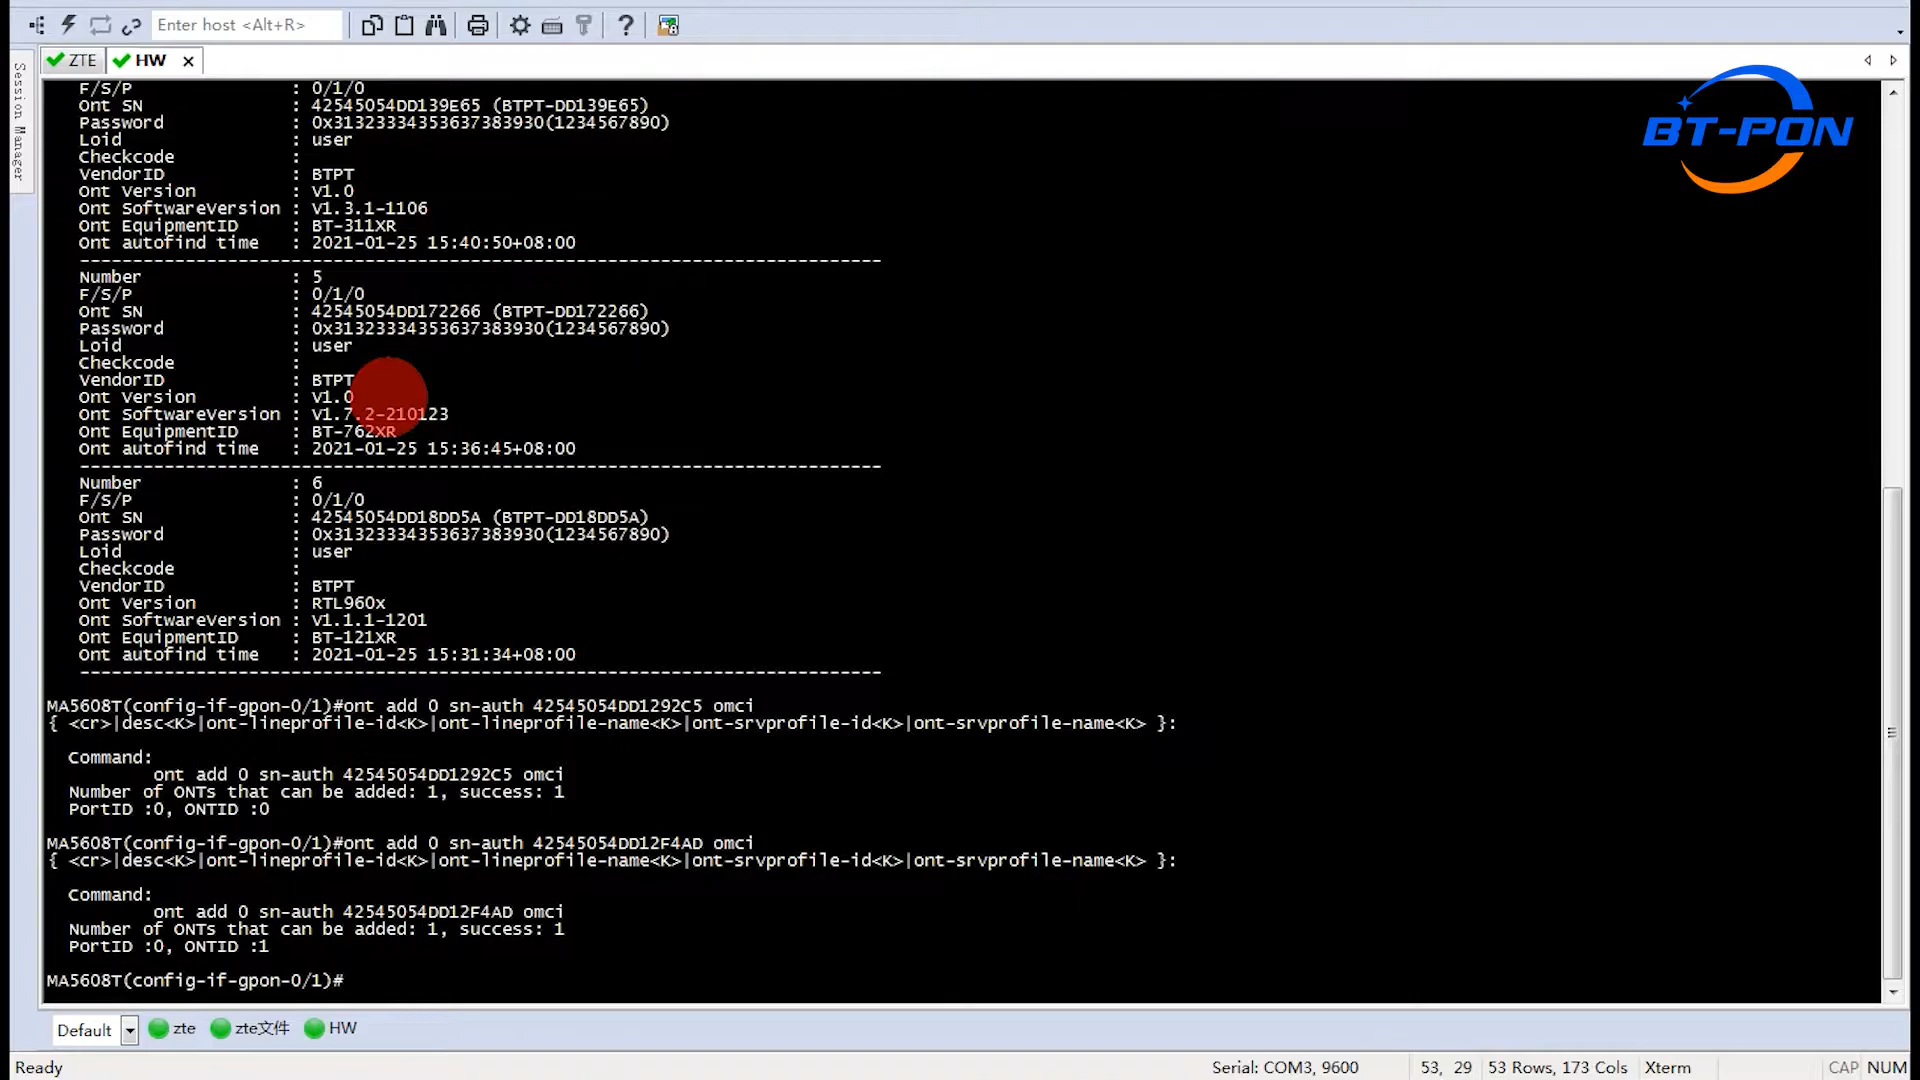 Enter host <Alt+R>
ZTE
HW
Session Manager
BT-PON
F/S/P : 0/1/0
Ont SN : 42545054DD139E65 (BTPT-DD139E65)
Password : 0x31323334353637383930(1234567890)
Loid : user
Checkcode :
VendorID : BTPT
Ont Version : V1.0
Ont SoftwareVersion : V1.3.1-1106
Ont EquipmentID : BT-311XR
Ont autofind time : 2021-01-25 15:40:50+08:00
----------------------------------------------------------------------------
Number : 5
F/S/P : 0/1/0
Ont SN : 42545054DD172266 (BTPT-DD172266)
Password : 0x31323334353637383930(1234567890)
Loid : user
Checkcode :
VendorID : BTPT
Ont Version : V1.0
Ont SoftwareVersion : V1.7.2-210123
Ont EquipmentID : BT-762XR
Ont autofind time : 2021-01-25 15:36:45+08:00
----------------------------------------------------------------------------
Number : 6
F/S/P : 0/1/0
Ont SN : 42545054DD18DD5A (BTPT-DD18DD5A)
Password : 0x31323334353637383930(1234567890)
Loid : user
Checkcode :
VendorID : BTPT
Ont Version : RTL960x
Ont SoftwareVersion : V1.1.1-1201
Ont EquipmentID : BT-121XR
Ont autofind time : 2021-01-25 15:31:34+08:00
----------------------------------------------------------------------------
MA5608T(config-if-gpon-0/1)#ont add 0 sn-auth 42545054DD1292C5 omci
{ <cr>|desc<K>|ont-lineprofile-id<K>|ont-lineprofile-name<K>|ont-srvprofile-id<K>|ont-srvprofile-name<K> }:
Command:
ont add 0 sn-auth 42545054DD1292C5 omci
Number of ONTs that can be added: 1, success: 1
PortID :0, ONTID :0
MA5608T(config-if-gpon-0/1)#ont add 0 sn-auth 42545054DD12F4AD omci
{ <cr>|desc<K>|ont-lineprofile-id<K>|ont-lineprofile-name<K>|ont-srvprofile-id<K>|ont-srvprofile-name<K> }:
Command:
ont add 0 sn-auth 42545054DD12F4AD omci
Number of ONTs that can be added: 1, success: 1
PortID :0, ONTID :1
MA5608T(config-if-gpon-0/1)#
Default zte zte文件 HW
Ready Serial: COM3, 9600 53, 29 53 Rows, 173 Cols Xterm CAP NUM